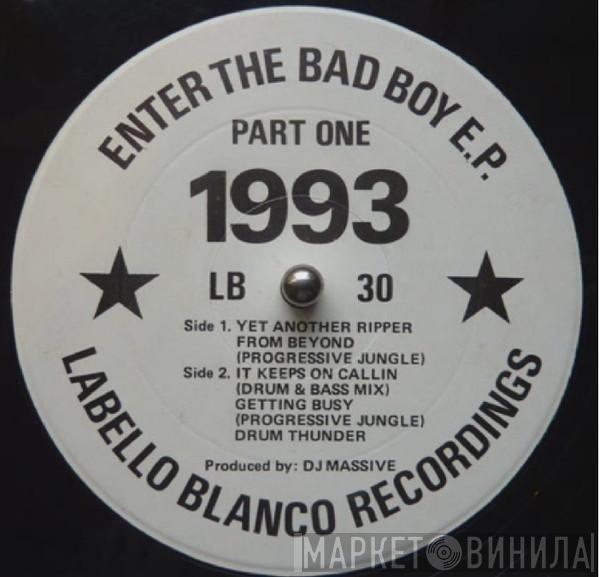 ENTER THE BAD BOY E.P.
PART ONE
1993
LB 30
Side 1. YET ANOTHER RIPPER
FROM BEYOND
(PROGRESSIVE JUNGLE)
Side 2. IT KEEPS ON CALLIN
(DRUM & BASS MIX)
GETTING BUSY
(PROGRESSIVE JUNGLE)
DRUM THUNDER
Produced by: DJ MASSIVE
LABELLO BLANCO RECORDINGS
МАРКЕТ ВИНИЛА